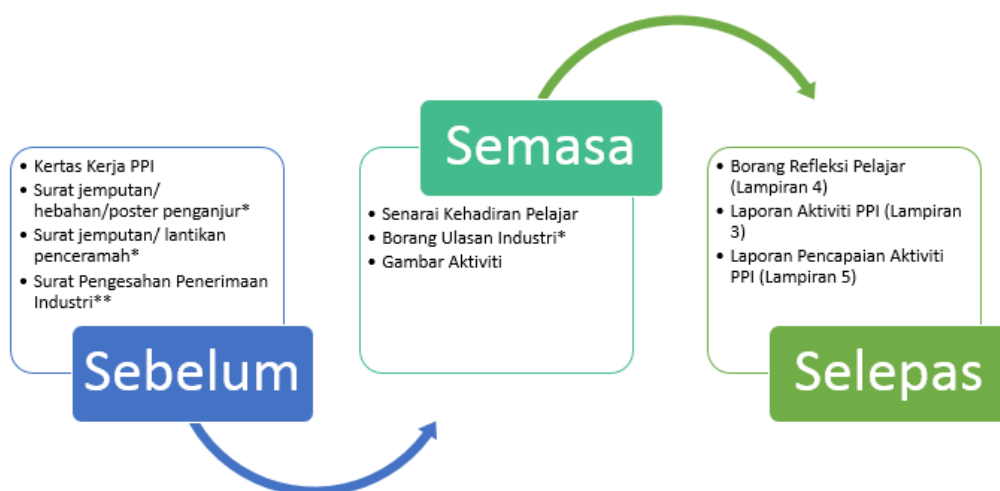 • Kertas Kerja PPI
• Surat jemputan/
hebahan/poster penganjur*
• Surat jemputan/ lantikan
penceramah*
• Surat Pengesahan Penerimaan
Industri**
Sebelum
Semasa
• Senarai Kehadiran Pelajar
• Borang Ulasan Industri*
• Gambar Aktiviti
• Borang Refleksi Pelajar
(Lampiran 4)
• Laporan Aktiviti PPI (Lampiran
3)
• Laporan Pencapaian Aktiviti
PPI (Lampiran 5)
Selepas